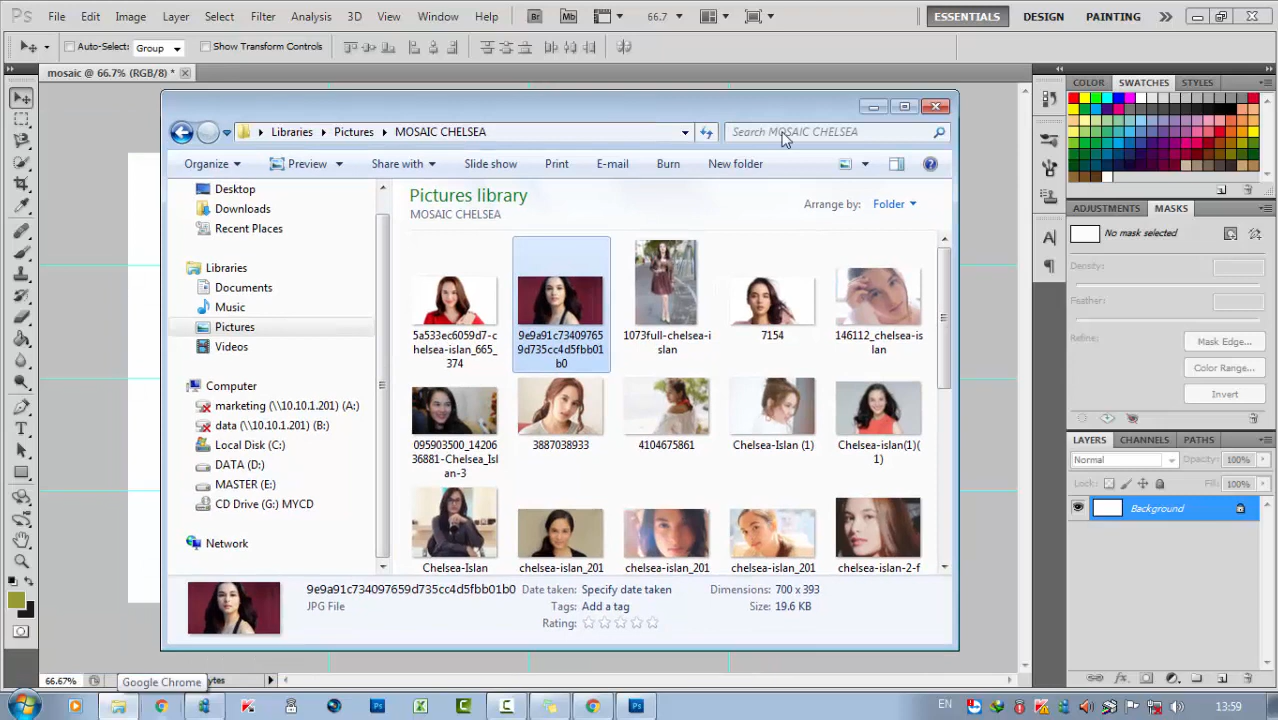 Ps File Edit Image Layer Select Filter Analysis 3D View Window Help Br Mb 66.7 ESSENTIALS DESIGN PAINTING
Auto-Select: Group Show Transform Controls
mosaic @ 66.7% (RGB/8) *
COLOR SWATCHES STYLES
Libraries Pictures MOSAIC CHELSEA Search MOSAIC CHELSEA
Organize Preview Share with Slide show Print E-mail Burn New folder
Desktop
Downloads
Recent Places
Libraries
Documents
Music
Pictures
Videos
Computer
marketing (\\10.10.1.201) (A:)
data (\\10.10.1.201) (B:)
Local Disk (C:)
DATA (D:)
MASTER (E:)
CD Drive (G:) MYCD
Network
Pictures library
MOSAIC CHELSEA
Arrange by: Folder
5a533ec6059d7-c
helsea-islan_665_
374
9e9a91c73409765
9d735cc4d5fbb01
b0
1073full-chelsea-i
slan
7154
146112_chelsea-is
lan
095903500_14206
36881-Chelsea_Isl
an-3
3887038933
4104675861
Chelsea-Islan (1)
Chelsea-islan(1)(
1)
Chelsea-Islan
chelsea-islan_201
chelsea-islan_201
chelsea-islan_201
chelsea-islan-2-f
9e9a91c734097659d735cc4d5fbb01b0 Date taken: Specify date taken Dimensions: 700 x 393
JPG File Tags: Add a tag Size: 19.6 KB
Rating:
ADJUSTMENTS MASKS
No mask selected
Density:
Feather:
Refine: Mask Edge...
Color Range...
Invert
LAYERS CHANNELS PATHS
Normal Opacity: 100%
Lock: Fill: 100%
Background
66.67%
Google Chrome
EN 13:59